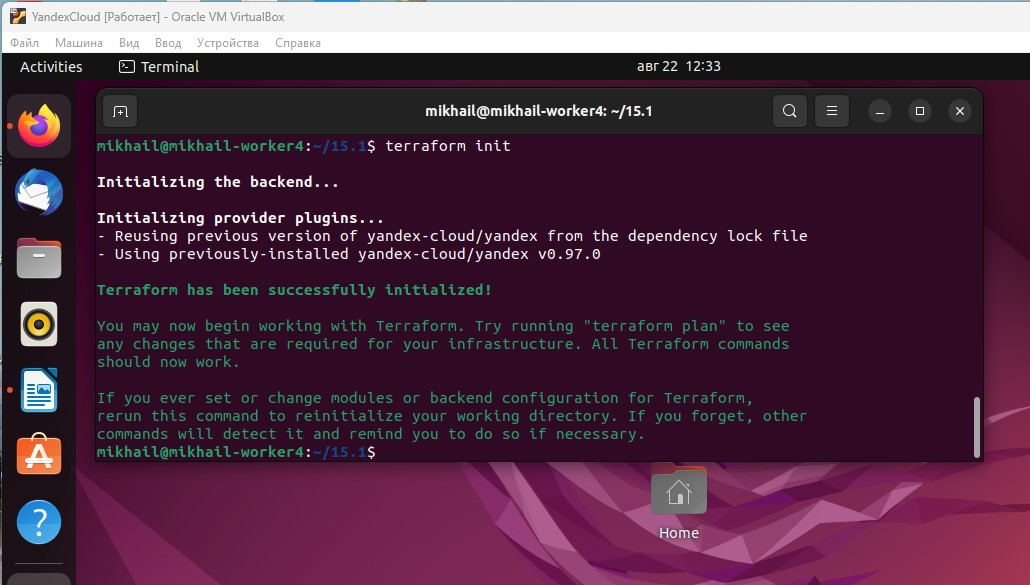 YandexCloud [Работает] - Oracle VM VirtualBox
Файл Машина Вид Ввод Устройства Справка
Activities Terminal авг 22 12:33
mikhail@mikhail-worker4: ~/15.1
mikhail@mikhail-worker4:~/15.1$ terraform init
Initializing the backend...
Initializing provider plugins...
- Reusing previous version of yandex-cloud/yandex from the dependency lock file
- Using previously-installed yandex-cloud/yandex v0.97.0
Terraform has been successfully initialized!
You may now begin working with Terraform. Try running "terraform plan" to see
any changes that are required for your infrastructure. All Terraform commands
should now work.
If you ever set or change modules or backend configuration for Terraform,
rerun this command to reinitialize your working directory. If you forget, other
commands will detect it and remind you to do so if necessary.
mikhail@mikhail-worker4:~/15.1$
Home